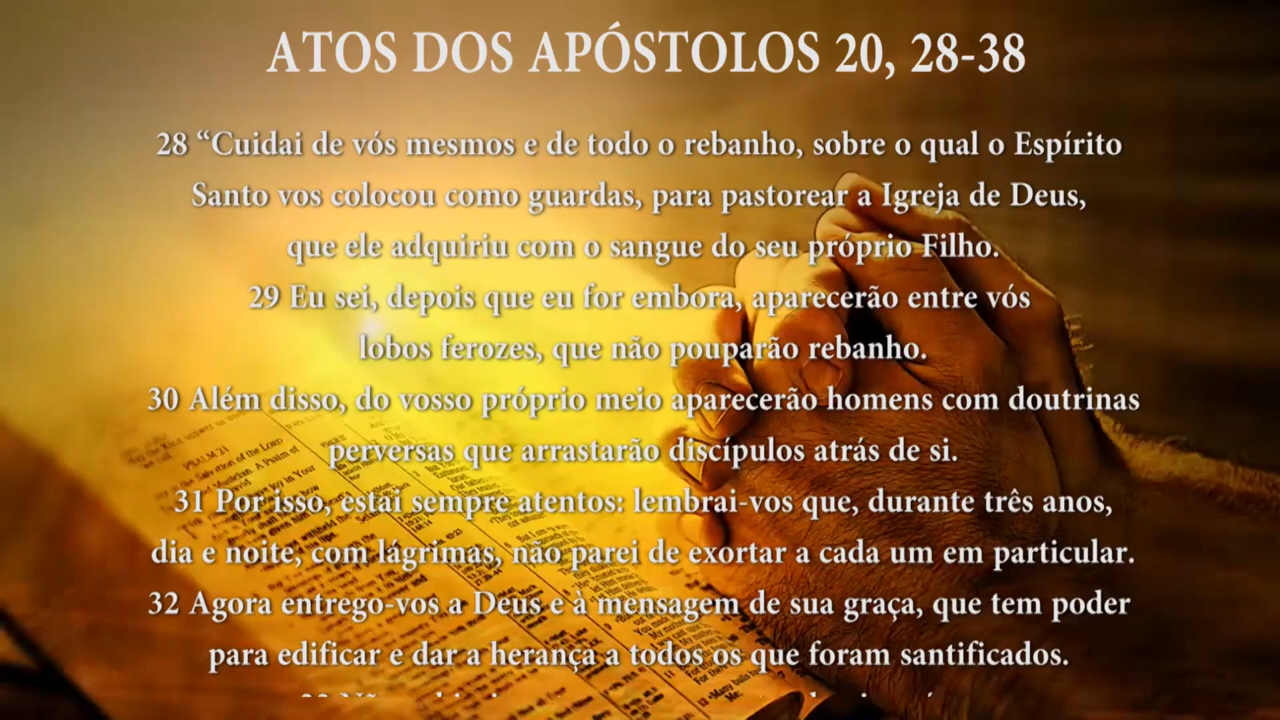 ATOS DOS APÓSTOLOS 20, 28-38
28 “Cuidai de vós mesmos e de todo o rebanho, sobre o qual o Espírito
Santo vos colocou como guardas, para pastorear a Igreja de Deus,
que ele adquiriu com o sangue do seu próprio Filho.
29 Eu sei, depois que eu for embora, aparecerão entre vós
lobos ferozes, que não pouparão rebanho.
30 Além disso, do vosso próprio meio aparecerão homens com doutrinas
perversas que arrastarão discípulos atrás de si.
31 Por isso, estai sempre atentos: lembrai-vos que, durante três anos,
dia e noite, com lágrimas, não parei de exortar a cada um em particular.
32 Agora entrego-vos a Deus e à mensagem de sua graça, que tem poder
para edificar e dar a herança a todos os que foram santificados.
PSALM 21